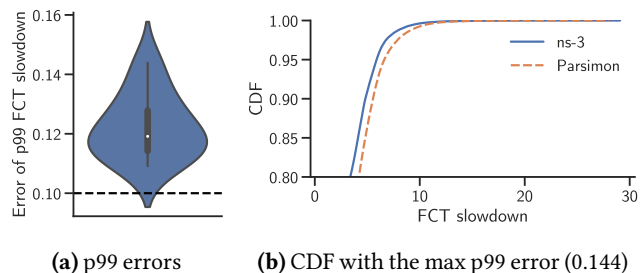 Error of p99 FCT slowdown
0.16
0.14
0.12
0.10
CDF
1.00
0.95
0.90
0.85
0.80
ns-3
Parsimon
0 10 20 30
FCT slowdown
(a) p99 errors
(b) CDF with the max p99 error (0.144)